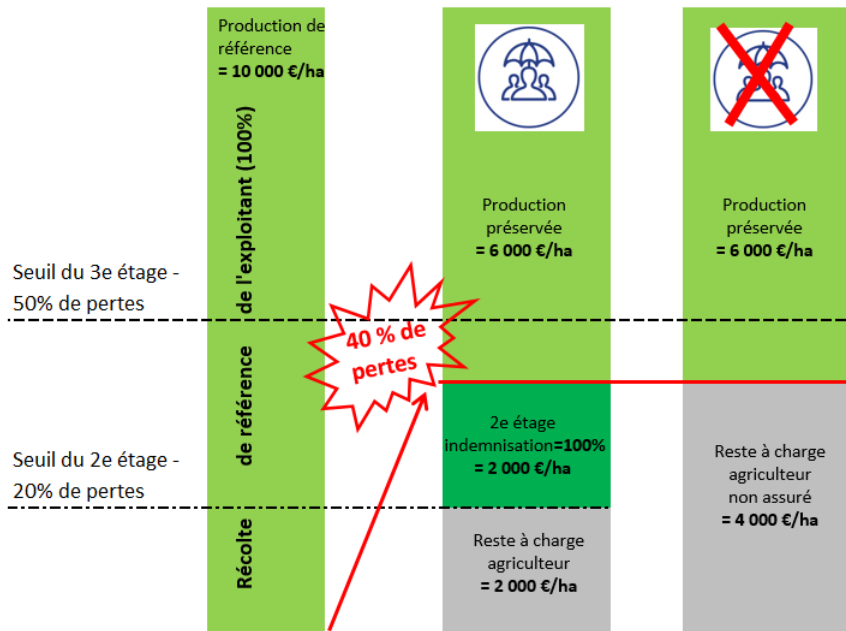 Production de
référence
= 10 000 €/ha
Récolte de référence de l'exploitant (100%)
Seuil du 3e étage -
50% de pertes
Seuil du 2e étage -
20% de pertes
40 % de
pertes
Production
préservée
= 6 000 €/ha
2e étage
indemnisation=100%
= 2 000 €/ha
Reste à charge
agriculteur
= 2 000 €/ha
Production
préservée
= 6 000 €/ha
Reste à charge
agriculteur
non assuré
= 4 000 €/ha